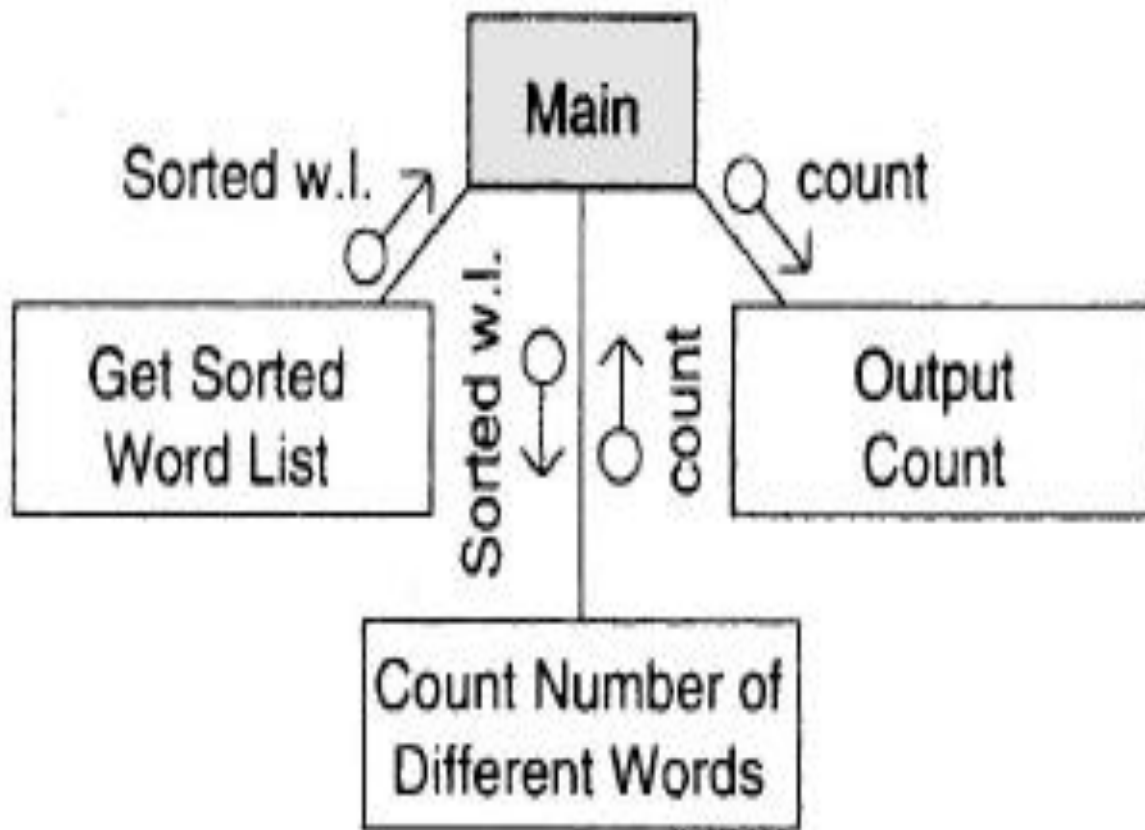 Main
Sorted w.l.
count
Get Sorted
Word List
Sorted w.l.
count
Output
Count
Count Number of
Different Words